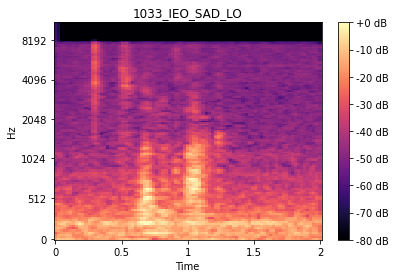 1033_IEO_SAD_LO
+0 dB
8192
-10 dB
4096
-20 dB
-30 dB
2048
Hz
-40 dB
1024
-50 dB
512
-60 dB
-70 dB
0
-80 dB
0 0.5 1 1.5 2
Time